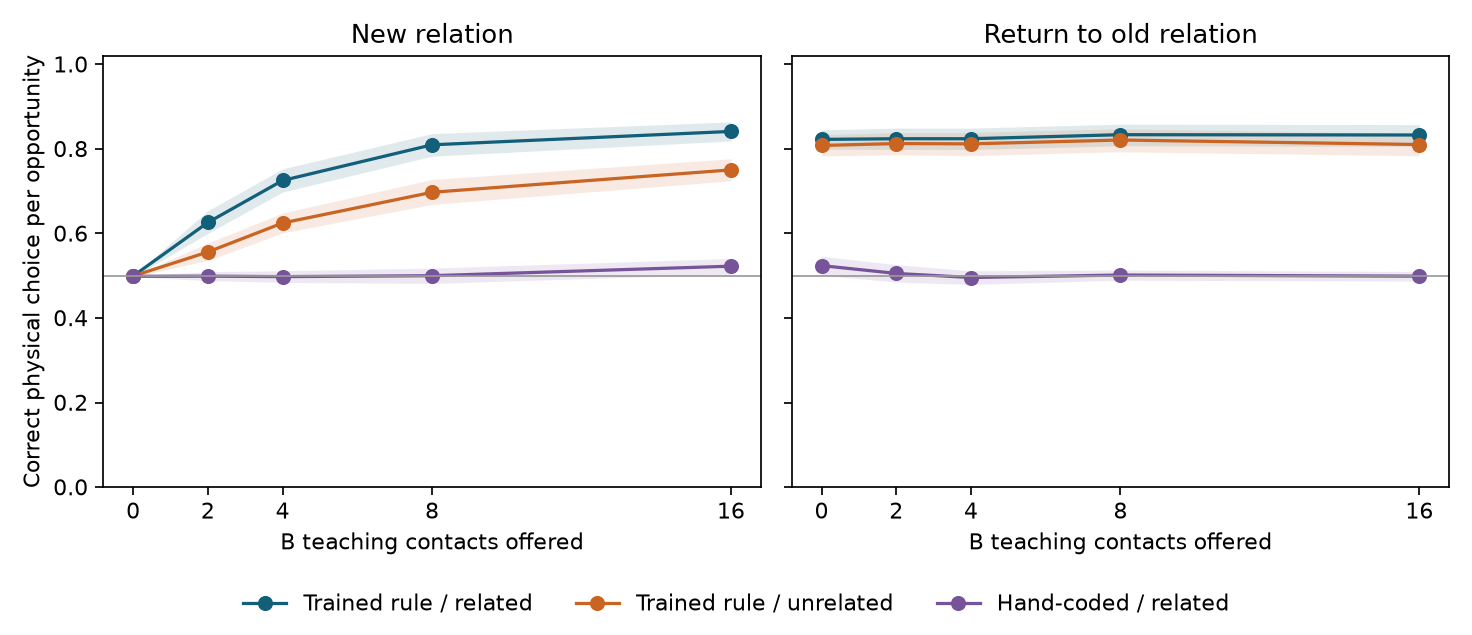 New relation
Return to old relation
Correct physical choice per opportunity
1.0
0.8
0.6
0.4
0.2
0.0
0 2 4 8 16
0 2 4 8 16
B teaching contacts offered
B teaching contacts offered
Trained rule / related
Trained rule / unrelated
Hand-coded / related